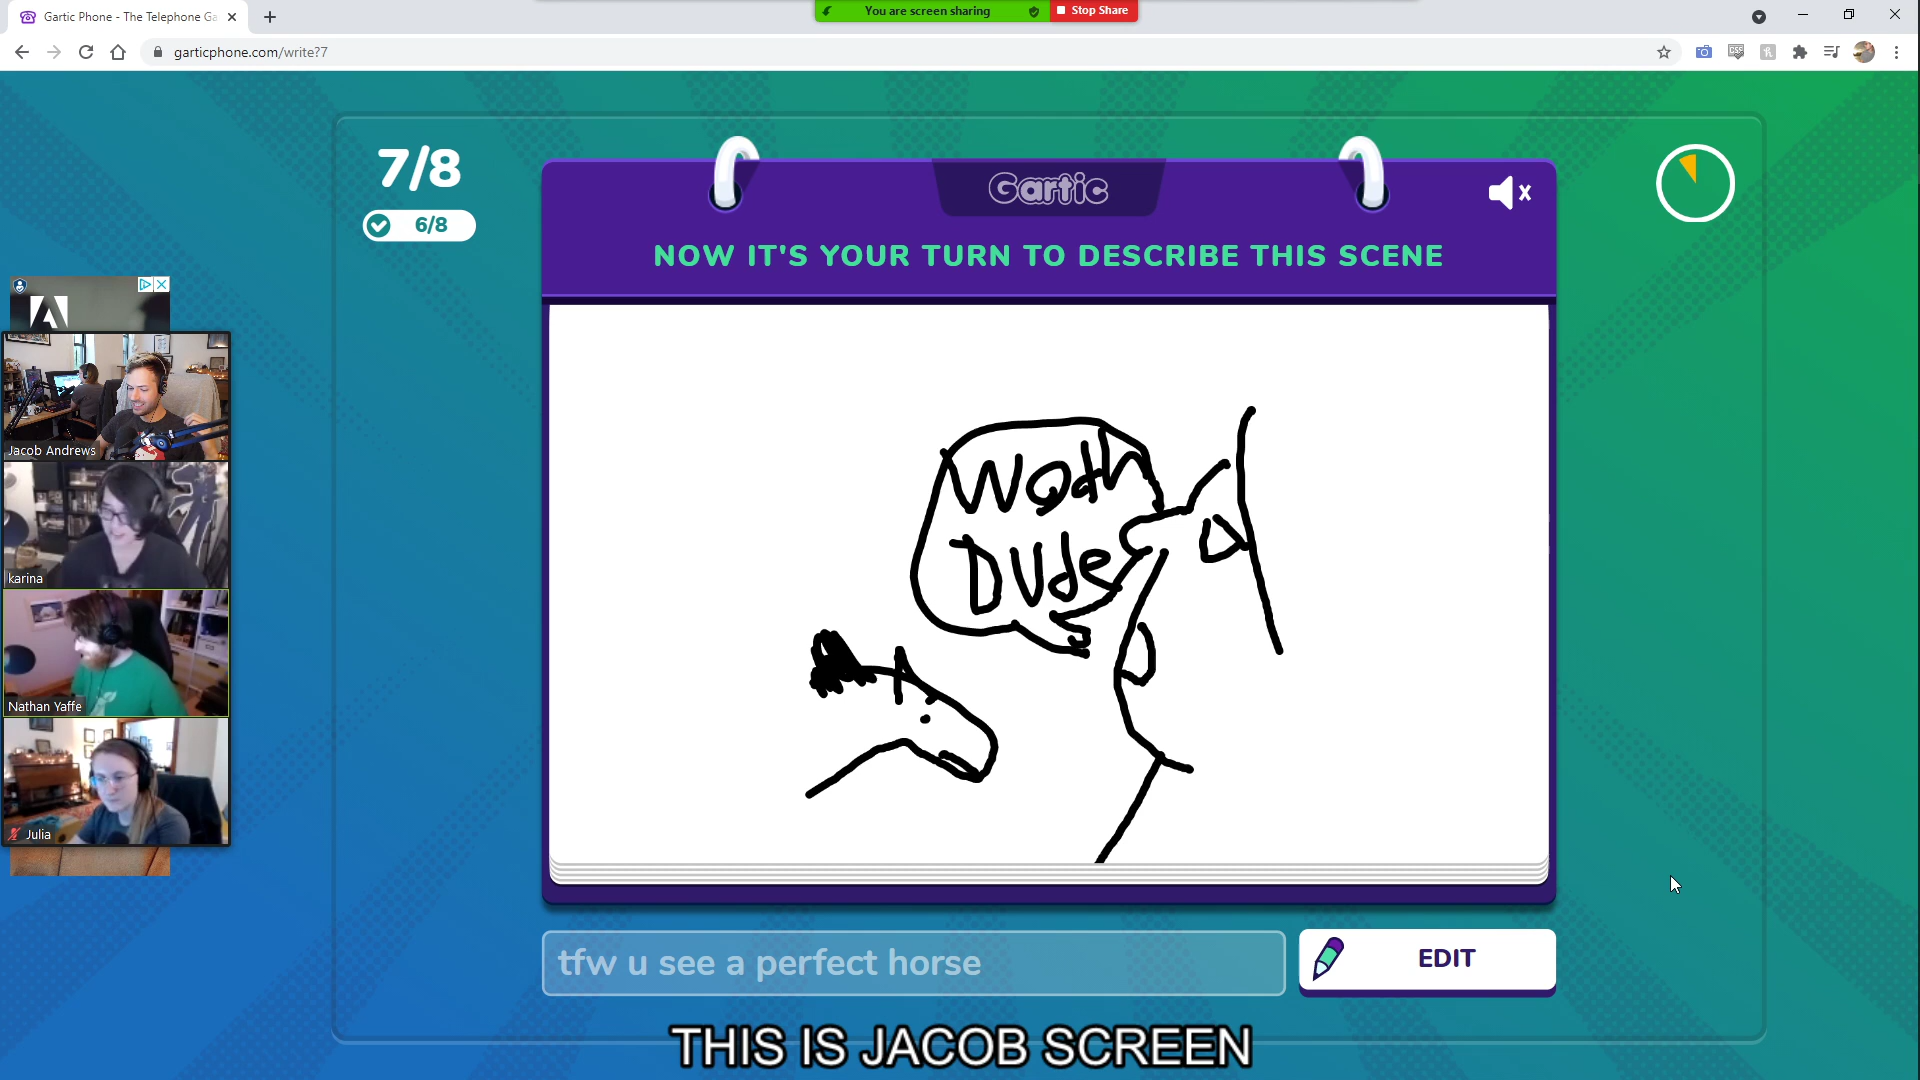 Gartic Phone - The Telephone Ga
You are screen sharing
Stop Share
garticphone.com/write?7
7/8
6/8
Gartic
NOW IT'S YOUR TURN TO DESCRIBE THIS SCENE
Woah
DUde
Jacob Andrews
karina
Nathan Yaffe
Julia
tfw u see a perfect horse
EDIT
THIS IS JACOB SCREEN